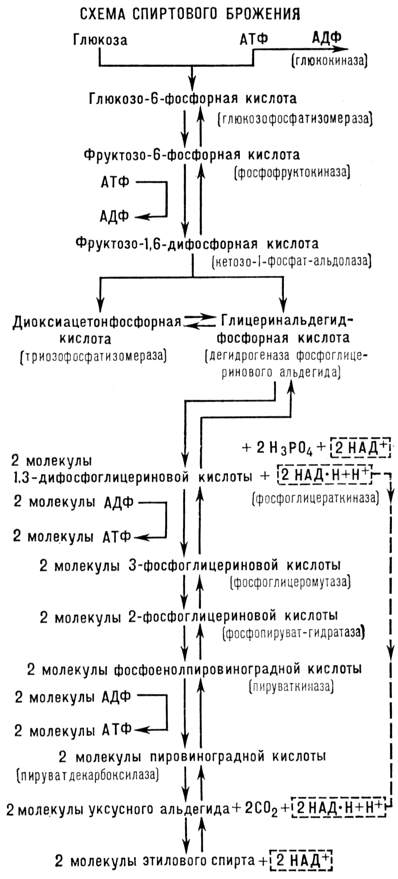 СХЕМА СПИРТОВОГО БРОЖЕНИЯ
Глюкоза АТФ АДФ
(глюкокиназа)
Глюкозо-6-фосфорная кислота
(глюкозофосфатизомераза)
Фруктозо-6-фосфорная кислота
АТФ (фосфофруктокиназа)
АДФ
Фруктозо-1,6-дифосфорная кислота
(кетозо-1-фосфат-альдолаза)
Диоксиацетонфосфорная кислота
(триозофосфатизомераза)
Глицеринальдегид-
фосфорная кислота
(дегидрогеназа фосфоглице-
ринового альдегида)
+ 2 H₃PO₄ + 2 НАД⁺
2 молекулы
1,3-дифосфоглицериновой кислоты + 2 НАД·Н+Н⁺
2 молекулы АДФ (фосфоглицераткиназа)
2 молекулы АТФ
2 молекулы 3-фосфоглицериновой кислоты
(фосфоглицеромутаза)
2 молекулы 2-фосфоглицериновой кислоты
(фосфопируват-гидратаза)
2 молекулы фосфоенолпировиноградной кислоты
2 молекулы АДФ (пируваткиназа)
2 молекулы АТФ
2 молекулы пировиноградной кислоты
(пируватдекарбоксилаза)
2 молекулы уксусного альдегида + 2CO₂ + 2 НАД·Н+Н⁺
2 молекулы этилового спирта + 2 НАД⁺